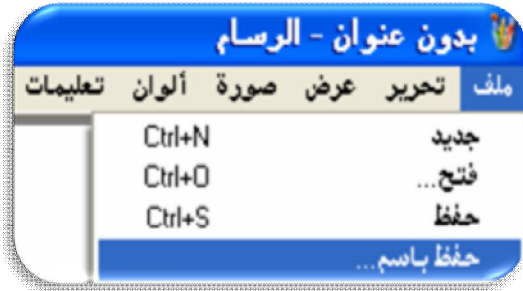 بدون عنوان - الرسام
ملف تحرير عرض صورة ألوان تعليمات
جديد Ctrl+N
فتح... Ctrl+O
حفظ Ctrl+S
حفظ باسم...